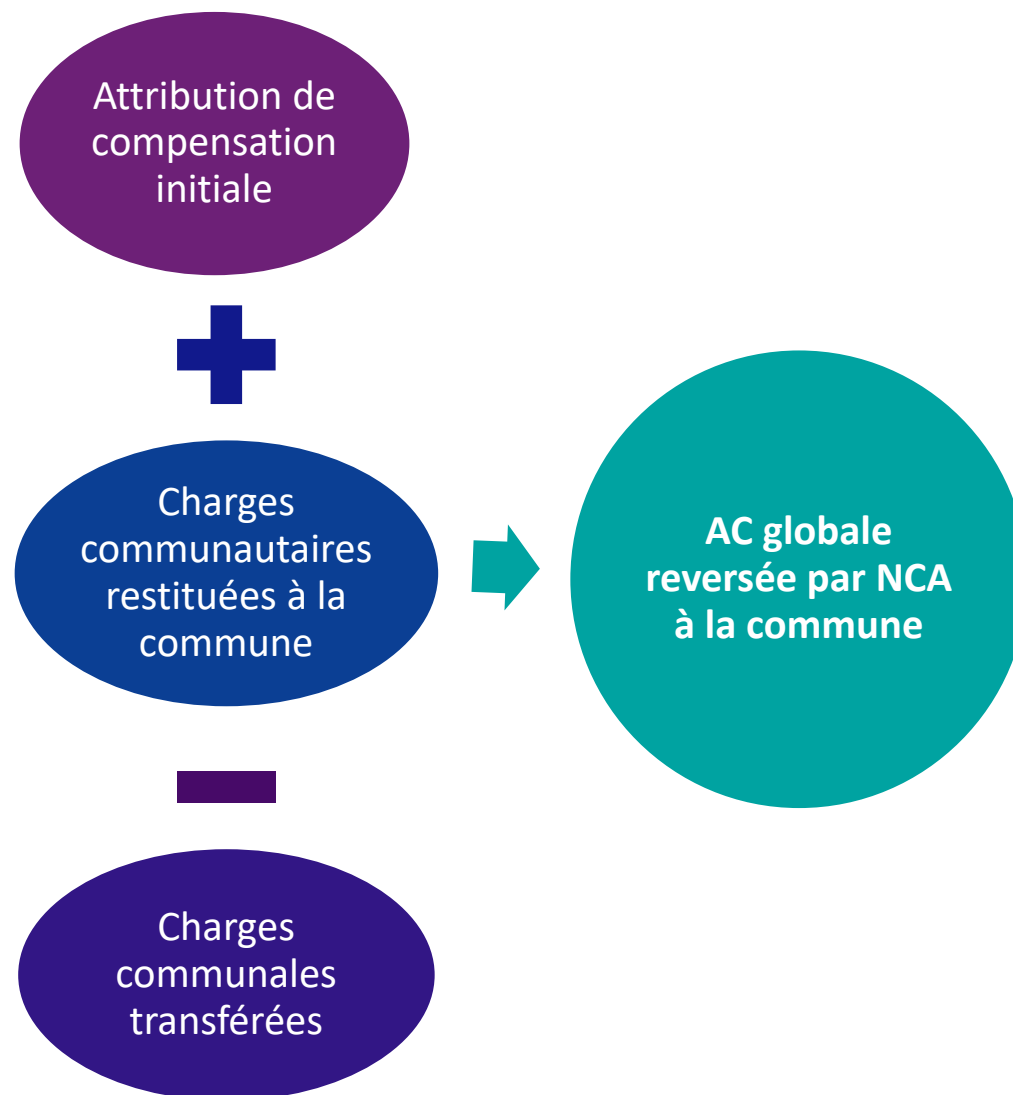 Attribution de
compensation
initiale
Charges
communautaires
restituées à la
commune
AC globale
reversée par NCA
à la commune
Charges
communales
transférées